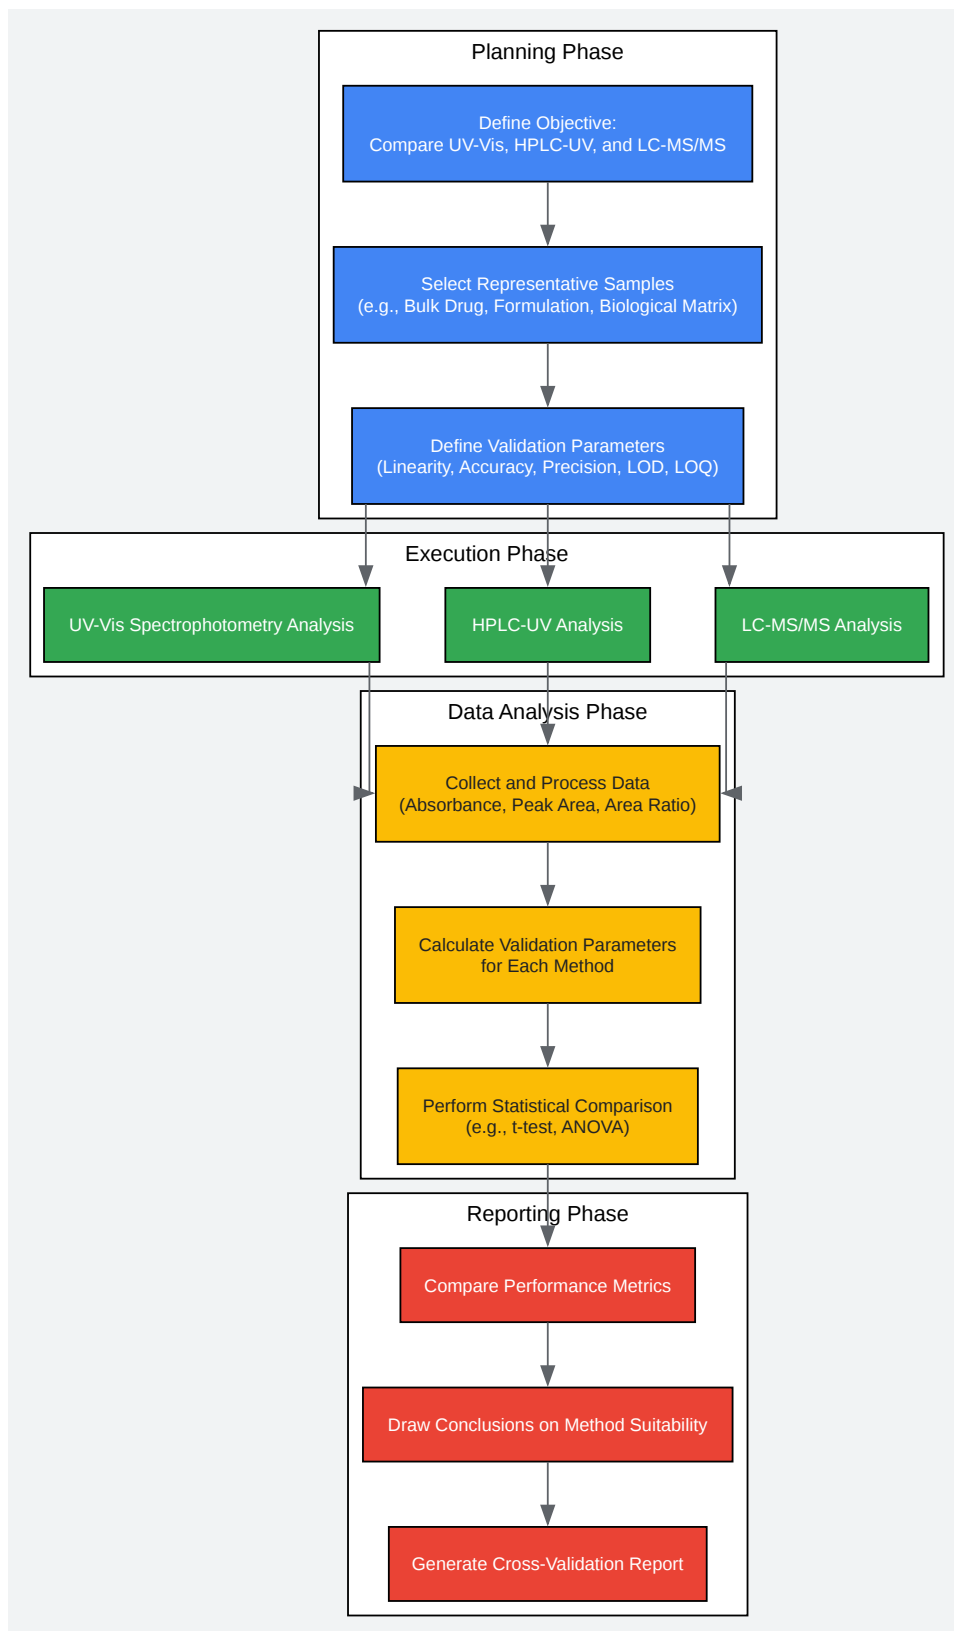 Planning Phase
Define Objective:
Compare UV-Vis, HPLC-UV, and LC-MS/MS
Select Representative Samples
(e.g., Bulk Drug, Formulation, Biological Matrix)
Define Validation Parameters
(Linearity, Accuracy, Precision, LOD, LOQ)
Execution Phase
UV-Vis Spectrophotometry Analysis
HPLC-UV Analysis
LC-MS/MS Analysis
Data Analysis Phase
Collect and Process Data
(Absorbance, Peak Area, Area Ratio)
Calculate Validation Parameters
for Each Method
Perform Statistical Comparison
(e.g., t-test, ANOVA)
Reporting Phase
Compare Performance Metrics
Draw Conclusions on Method Suitability
Generate Cross-Validation Report